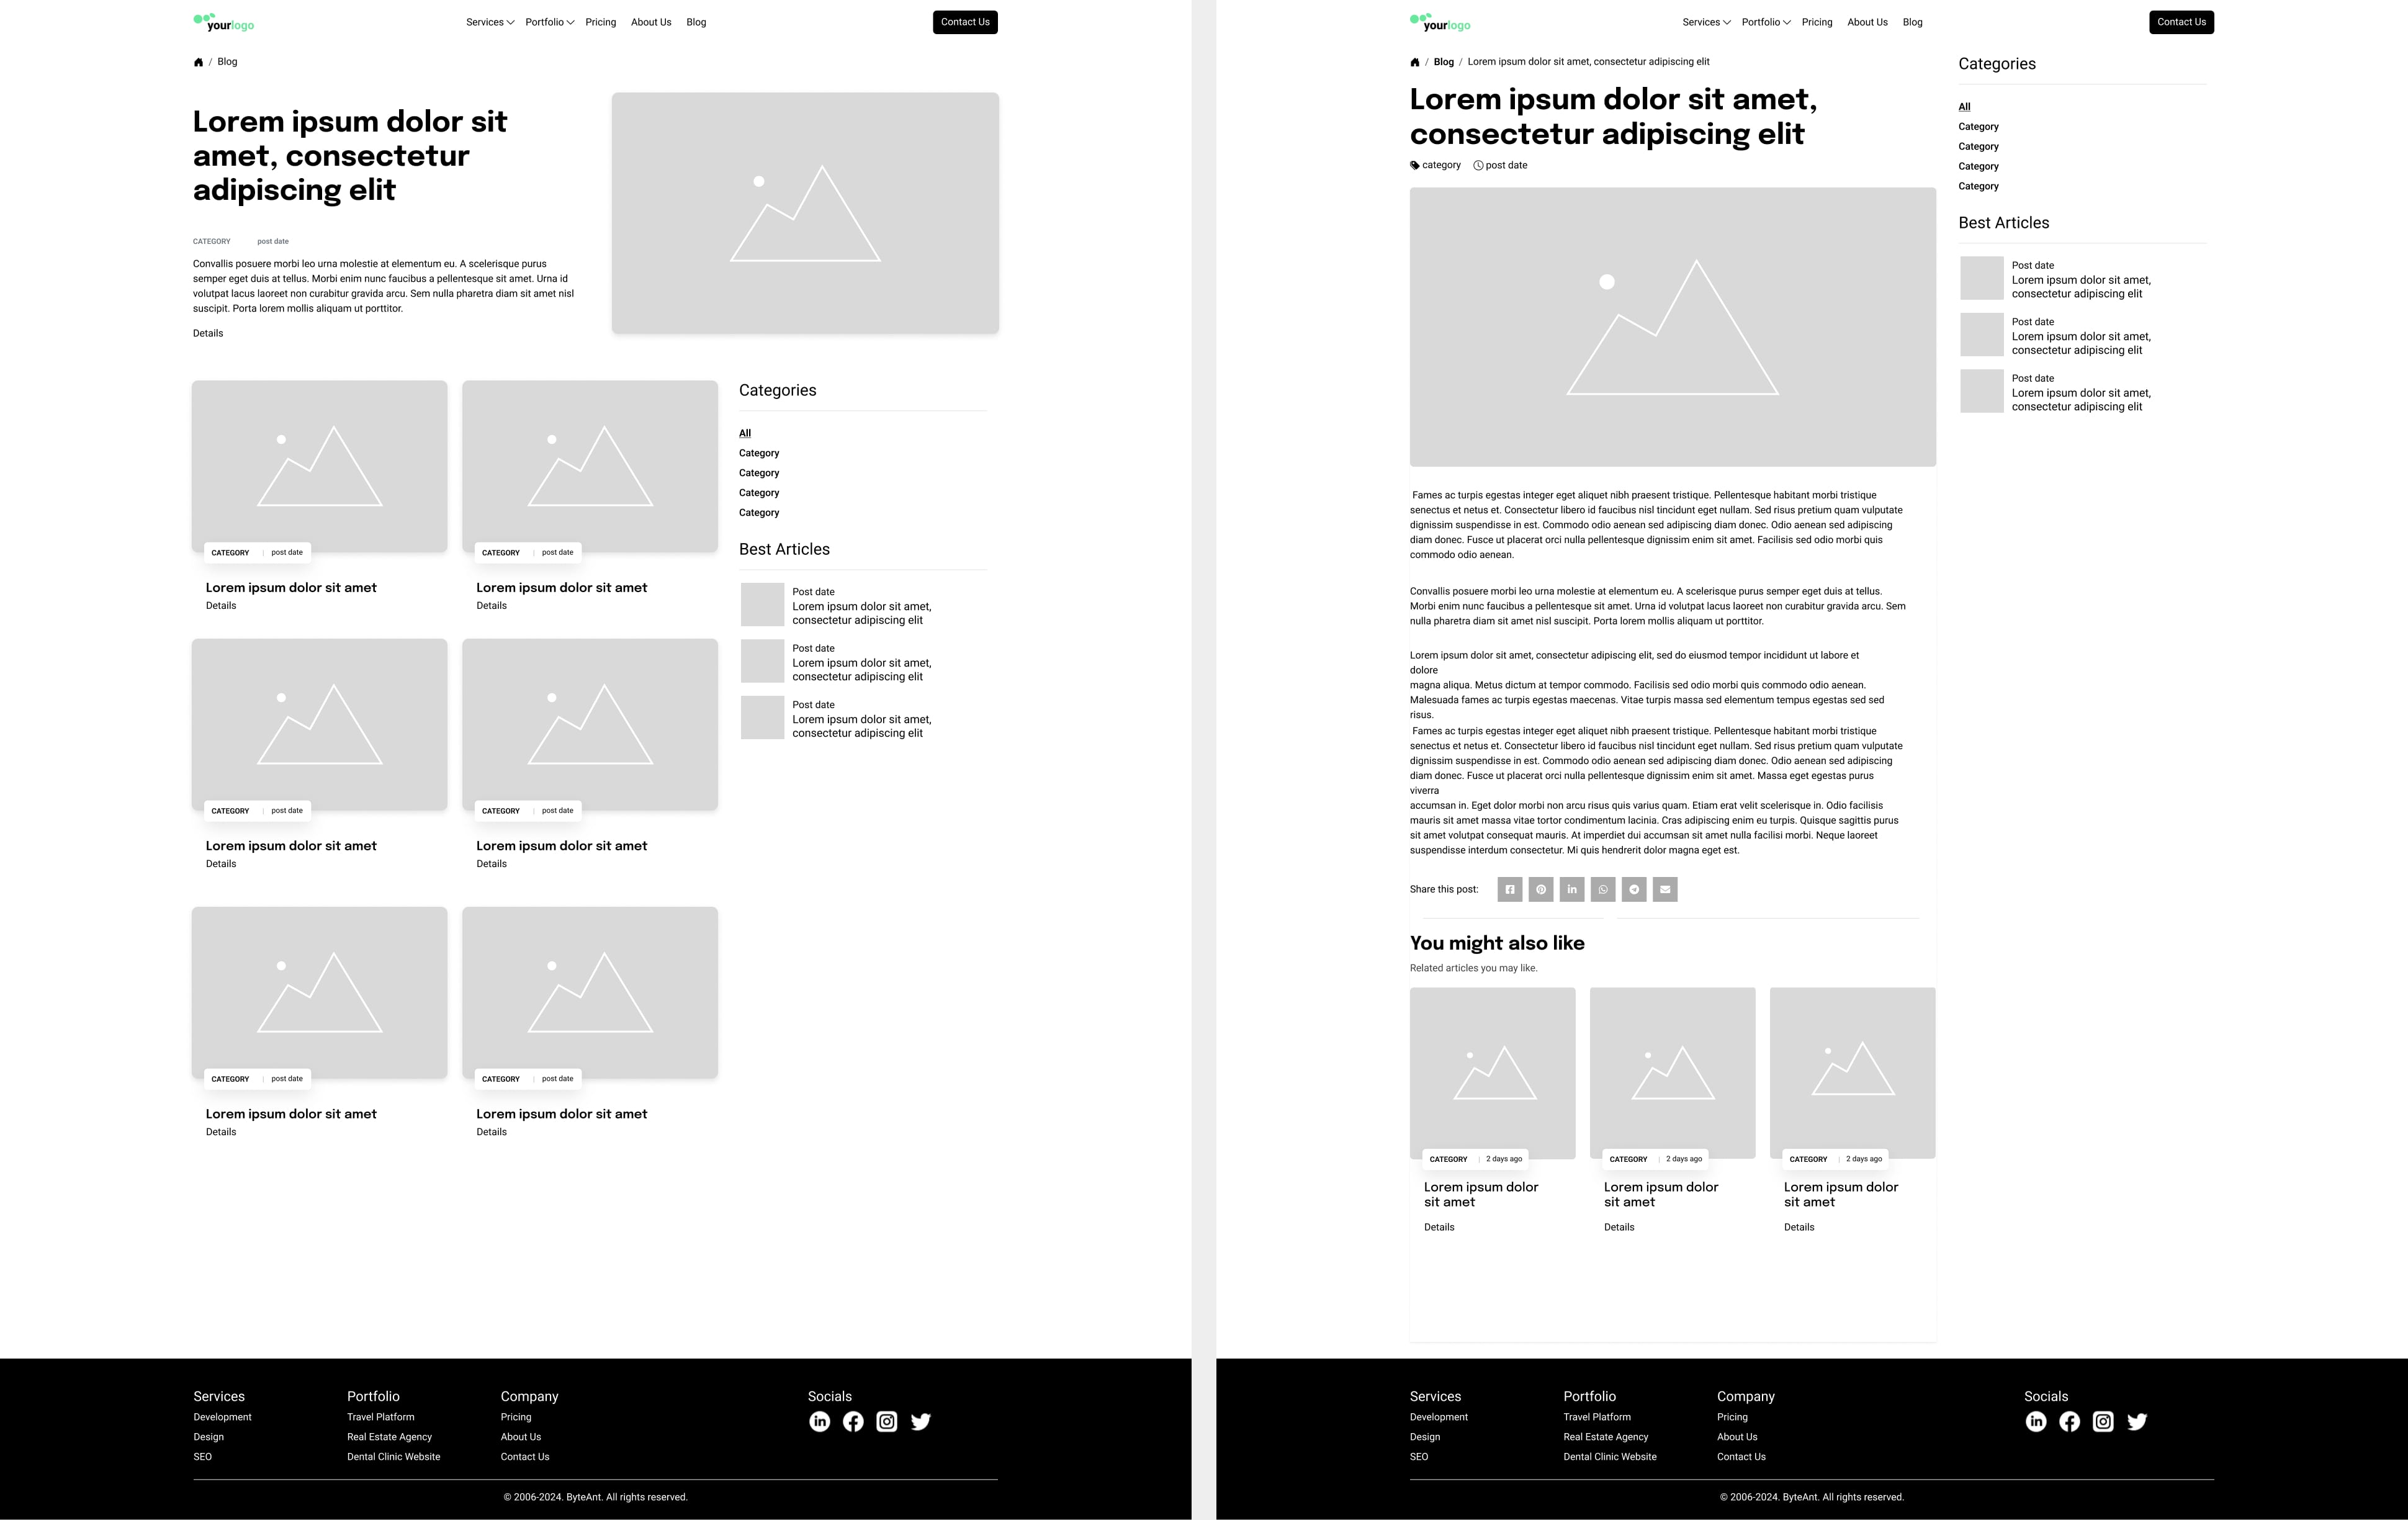 yourlogo
Services
Portfolio
Pricing
About Us
Blog
Contact Us
/ Blog
Lorem ipsum dolor sit
amet, consectetur
adipiscing elit
CATEGORY
post date
Convallis posuere morbi leo urna molestie at elementum eu. A scelerisque purus
semper eget duis at tellus. Morbi enim nunc faucibus a pellentesque sit amet. Urna id
volutpat lacus laoreet non curabitur gravida arcu. Sem nulla pharetra diam sit amet nisl
suscipit. Porta lorem mollis aliquam ut porttitor.
Details
CATEGORY | post date
Lorem ipsum dolor sit amet
Details
CATEGORY | post date
Lorem ipsum dolor sit amet
Details
CATEGORY | post date
Lorem ipsum dolor sit amet
Details
CATEGORY | post date
Lorem ipsum dolor sit amet
Details
CATEGORY | post date
Lorem ipsum dolor sit amet
Details
CATEGORY | post date
Lorem ipsum dolor sit amet
Details
Categories
All
Category
Category
Category
Category
Best Articles
Post date
Lorem ipsum dolor sit amet,
consectetur adipiscing elit
Post date
Lorem ipsum dolor sit amet,
consectetur adipiscing elit
Post date
Lorem ipsum dolor sit amet,
consectetur adipiscing elit
Services
Development
Design
SEO
Portfolio
Travel Platform
Real Estate Agency
Dental Clinic Website
Company
Pricing
About Us
Contact Us
Socials
© 2006-2024. ByteAnt. All rights reserved.
yourlogo
Services
Portfolio
Pricing
About Us
Blog
Contact Us
/ Blog / Lorem ipsum dolor sit amet, consectetur adipiscing elit
Lorem ipsum dolor sit amet,
consectetur adipiscing elit
category
post date
Fames ac turpis egestas integer eget aliquet nibh praesent tristique. Pellentesque habitant morbi tristique
senectus et netus et. Consectetur libero id faucibus nisl tincidunt eget nullam. Sed risus pretium quam vulputate
dignissim suspendisse in est. Commodo odio aenean sed adipiscing diam donec. Odio aenean sed adipiscing
diam donec. Fusce ut placerat orci nulla pellentesque dignissim enim sit amet. Facilisis sed odio morbi quis
commodo odio aenean.
Convallis posuere morbi leo urna molestie at elementum eu. A scelerisque purus semper eget duis at tellus.
Morbi enim nunc faucibus a pellentesque sit amet. Urna id volutpat lacus laoreet non curabitur gravida arcu. Sem
nulla pharetra diam sit amet nisl suscipit. Porta lorem mollis aliquam ut porttitor.
Lorem ipsum dolor sit amet, consectetur adipiscing elit, sed do eiusmod tempor incididunt ut labore et
dolore
magna aliqua. Metus dictum at tempor commodo. Facilisis sed odio morbi quis commodo odio aenean.
Malesuada fames ac turpis egestas maecenas. Vitae turpis massa sed elementum tempus egestas sed sed
risus.
Fames ac turpis egestas integer eget aliquet nibh praesent tristique. Pellentesque habitant morbi tristique
senectus et netus et. Consectetur libero id faucibus nisl tincidunt eget nullam. Sed risus pretium quam vulputate
dignissim suspendisse in est. Commodo odio aenean sed adipiscing diam donec. Odio aenean sed adipiscing
diam donec. Fusce ut placerat orci nulla pellentesque dignissim enim sit amet. Massa eget egestas purus
viverra
accumsan in. Eget dolor morbi non arcu risus quis varius quam. Etiam erat velit scelerisque in. Odio facilisis
mauris sit amet massa vitae tortor condimentum lacinia. Cras adipiscing enim eu turpis. Quisque sagittis purus
sit amet volutpat consequat mauris. At imperdiet dui accumsan sit amet nulla facilisi morbi. Neque laoreet
suspendisse interdum consectetur. Mi quis hendrerit dolor magna eget est.
Share this post:
You might also like
Related articles you may like.
CATEGORY | 2 days ago
Lorem ipsum dolor
sit amet
Details
CATEGORY | 2 days ago
Lorem ipsum dolor
sit amet
Details
CATEGORY | 2 days ago
Lorem ipsum dolor
sit amet
Details
Categories
All
Category
Category
Category
Category
Best Articles
Post date
Lorem ipsum dolor sit amet,
consectetur adipiscing elit
Post date
Lorem ipsum dolor sit amet,
consectetur adipiscing elit
Post date
Lorem ipsum dolor sit amet,
consectetur adipiscing elit
Services
Development
Design
SEO
Portfolio
Travel Platform
Real Estate Agency
Dental Clinic Website
Company
Pricing
About Us
Contact Us
Socials
© 2006-2024. ByteAnt. All rights reserved.